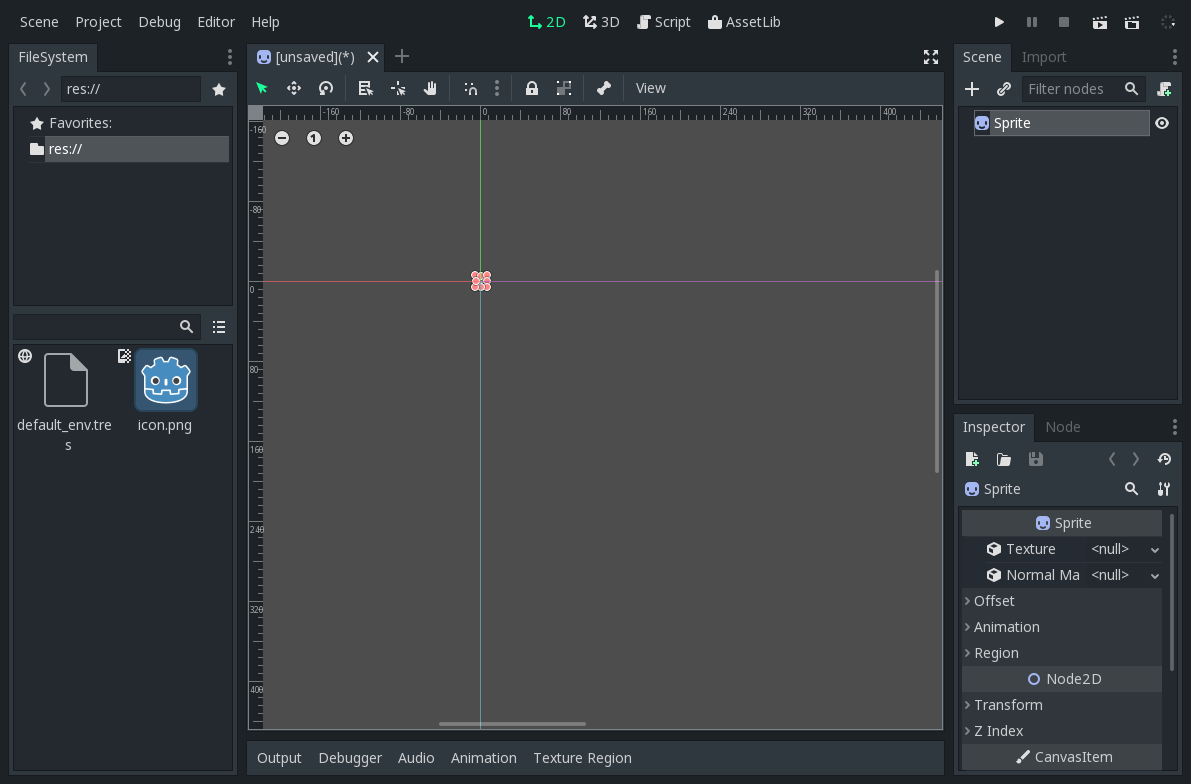 Scene Project Debug Editor Help 2D 3D Script AssetLib
FileSystem
res://
Favorites:
res://
default_env.tre
s
icon.png
[unsaved](*)
View
-160 -80 0 80 160 240 320 400
-160
-80
0
80
160
240
320
400
1
Output Debugger Audio Animation Texture Region
Scene Import
Filter nodes
Sprite
Inspector Node
Sprite
Sprite
Texture <null>
Normal Ma <null>
Offset
Animation
Region
Node2D
Transform
Z Index
CanvasItem